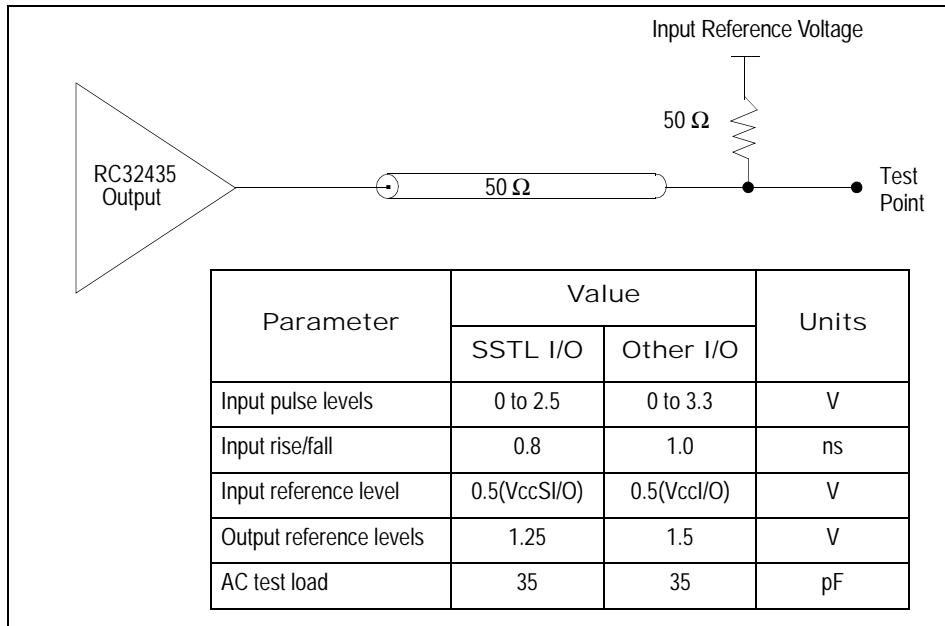 Input Reference Voltage
50 Ω
RC32435
Output
50 Ω
Test
Point
Parameter Value Units
SSTL I/O Other I/O
Input pulse levels 0 to 2.5 0 to 3.3 V
Input rise/fall 0.8 1.0 ns
Input reference level 0.5(VccSI/O) 0.5(VccI/O) V
Output reference levels 1.25 1.5 V
AC test load 35 35 pF